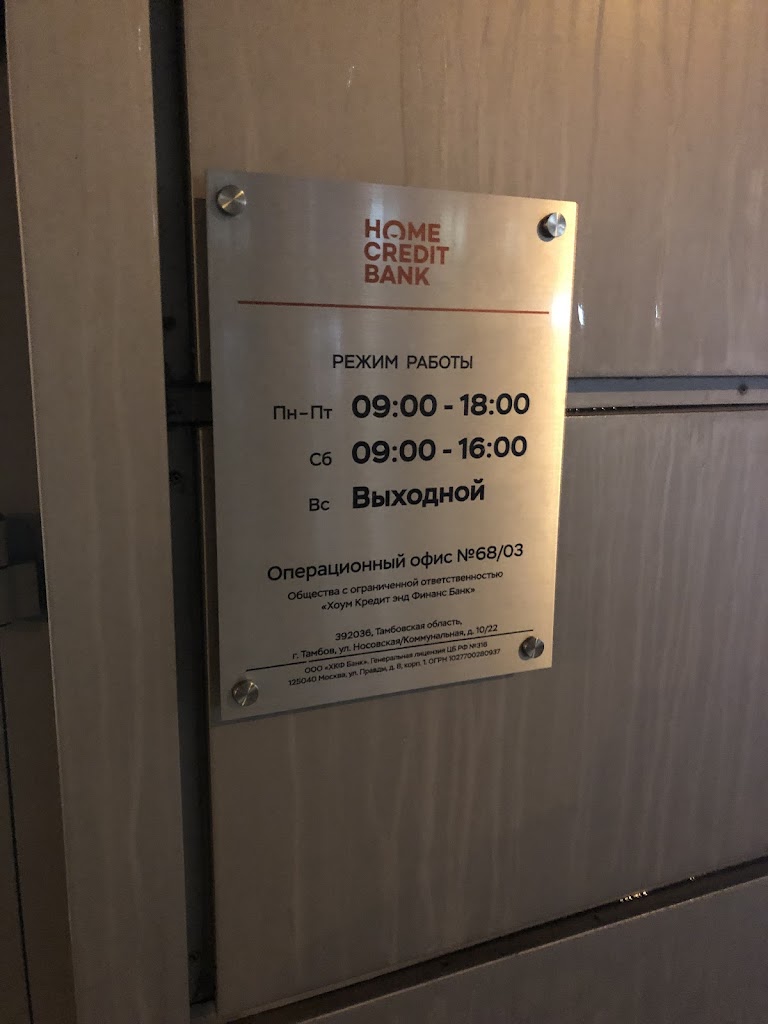 HOME
CREDIT
BANK
РЕЖИМ РАБОТЫ
Пн-Пт 09:00 - 18:00
Сб 09:00 - 16:00
Вс Выходной
Операционный офис №68/03
Общества с ограниченной ответственностью
«Хоум Кредит энд Финанс Банк»
392036, Тамбовская область,
г. Тамбов, ул. Носовская/Коммунальная, д. 10/22
ООО «ХКФ Банк». Генеральная лицензия ЦБ РФ №316
125040 Москва, ул. Правды, д. 8, корп. 1. ОГРН 1027700280937